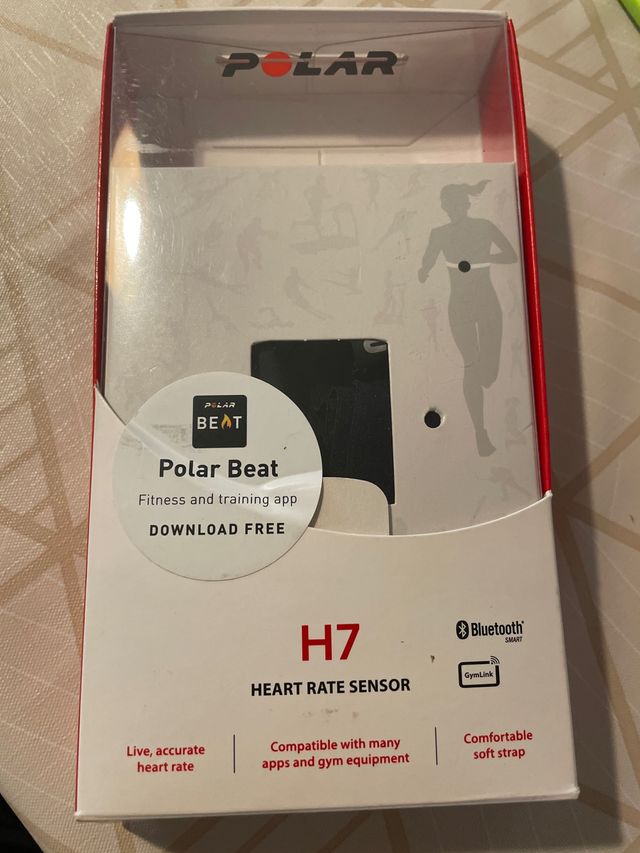 POLAR
POLAR
BEAT
Polar Beat
Fitness and training app
DOWNLOAD FREE
H7
HEART RATE SENSOR
Bluetooth®
SMART
GymLink
Live, accurate
heart rate
Compatible with many
apps and gym equipment
Comfortable
soft strap